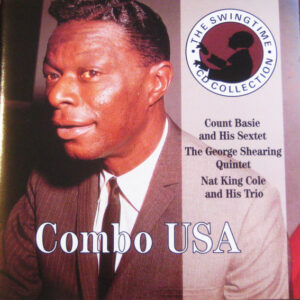 THE SWINGTIME
CD COLLECTION
Count Basie
and His Sextet
The George Shearing
Quintet
Nat King Cole
and His Trio
Combo USA